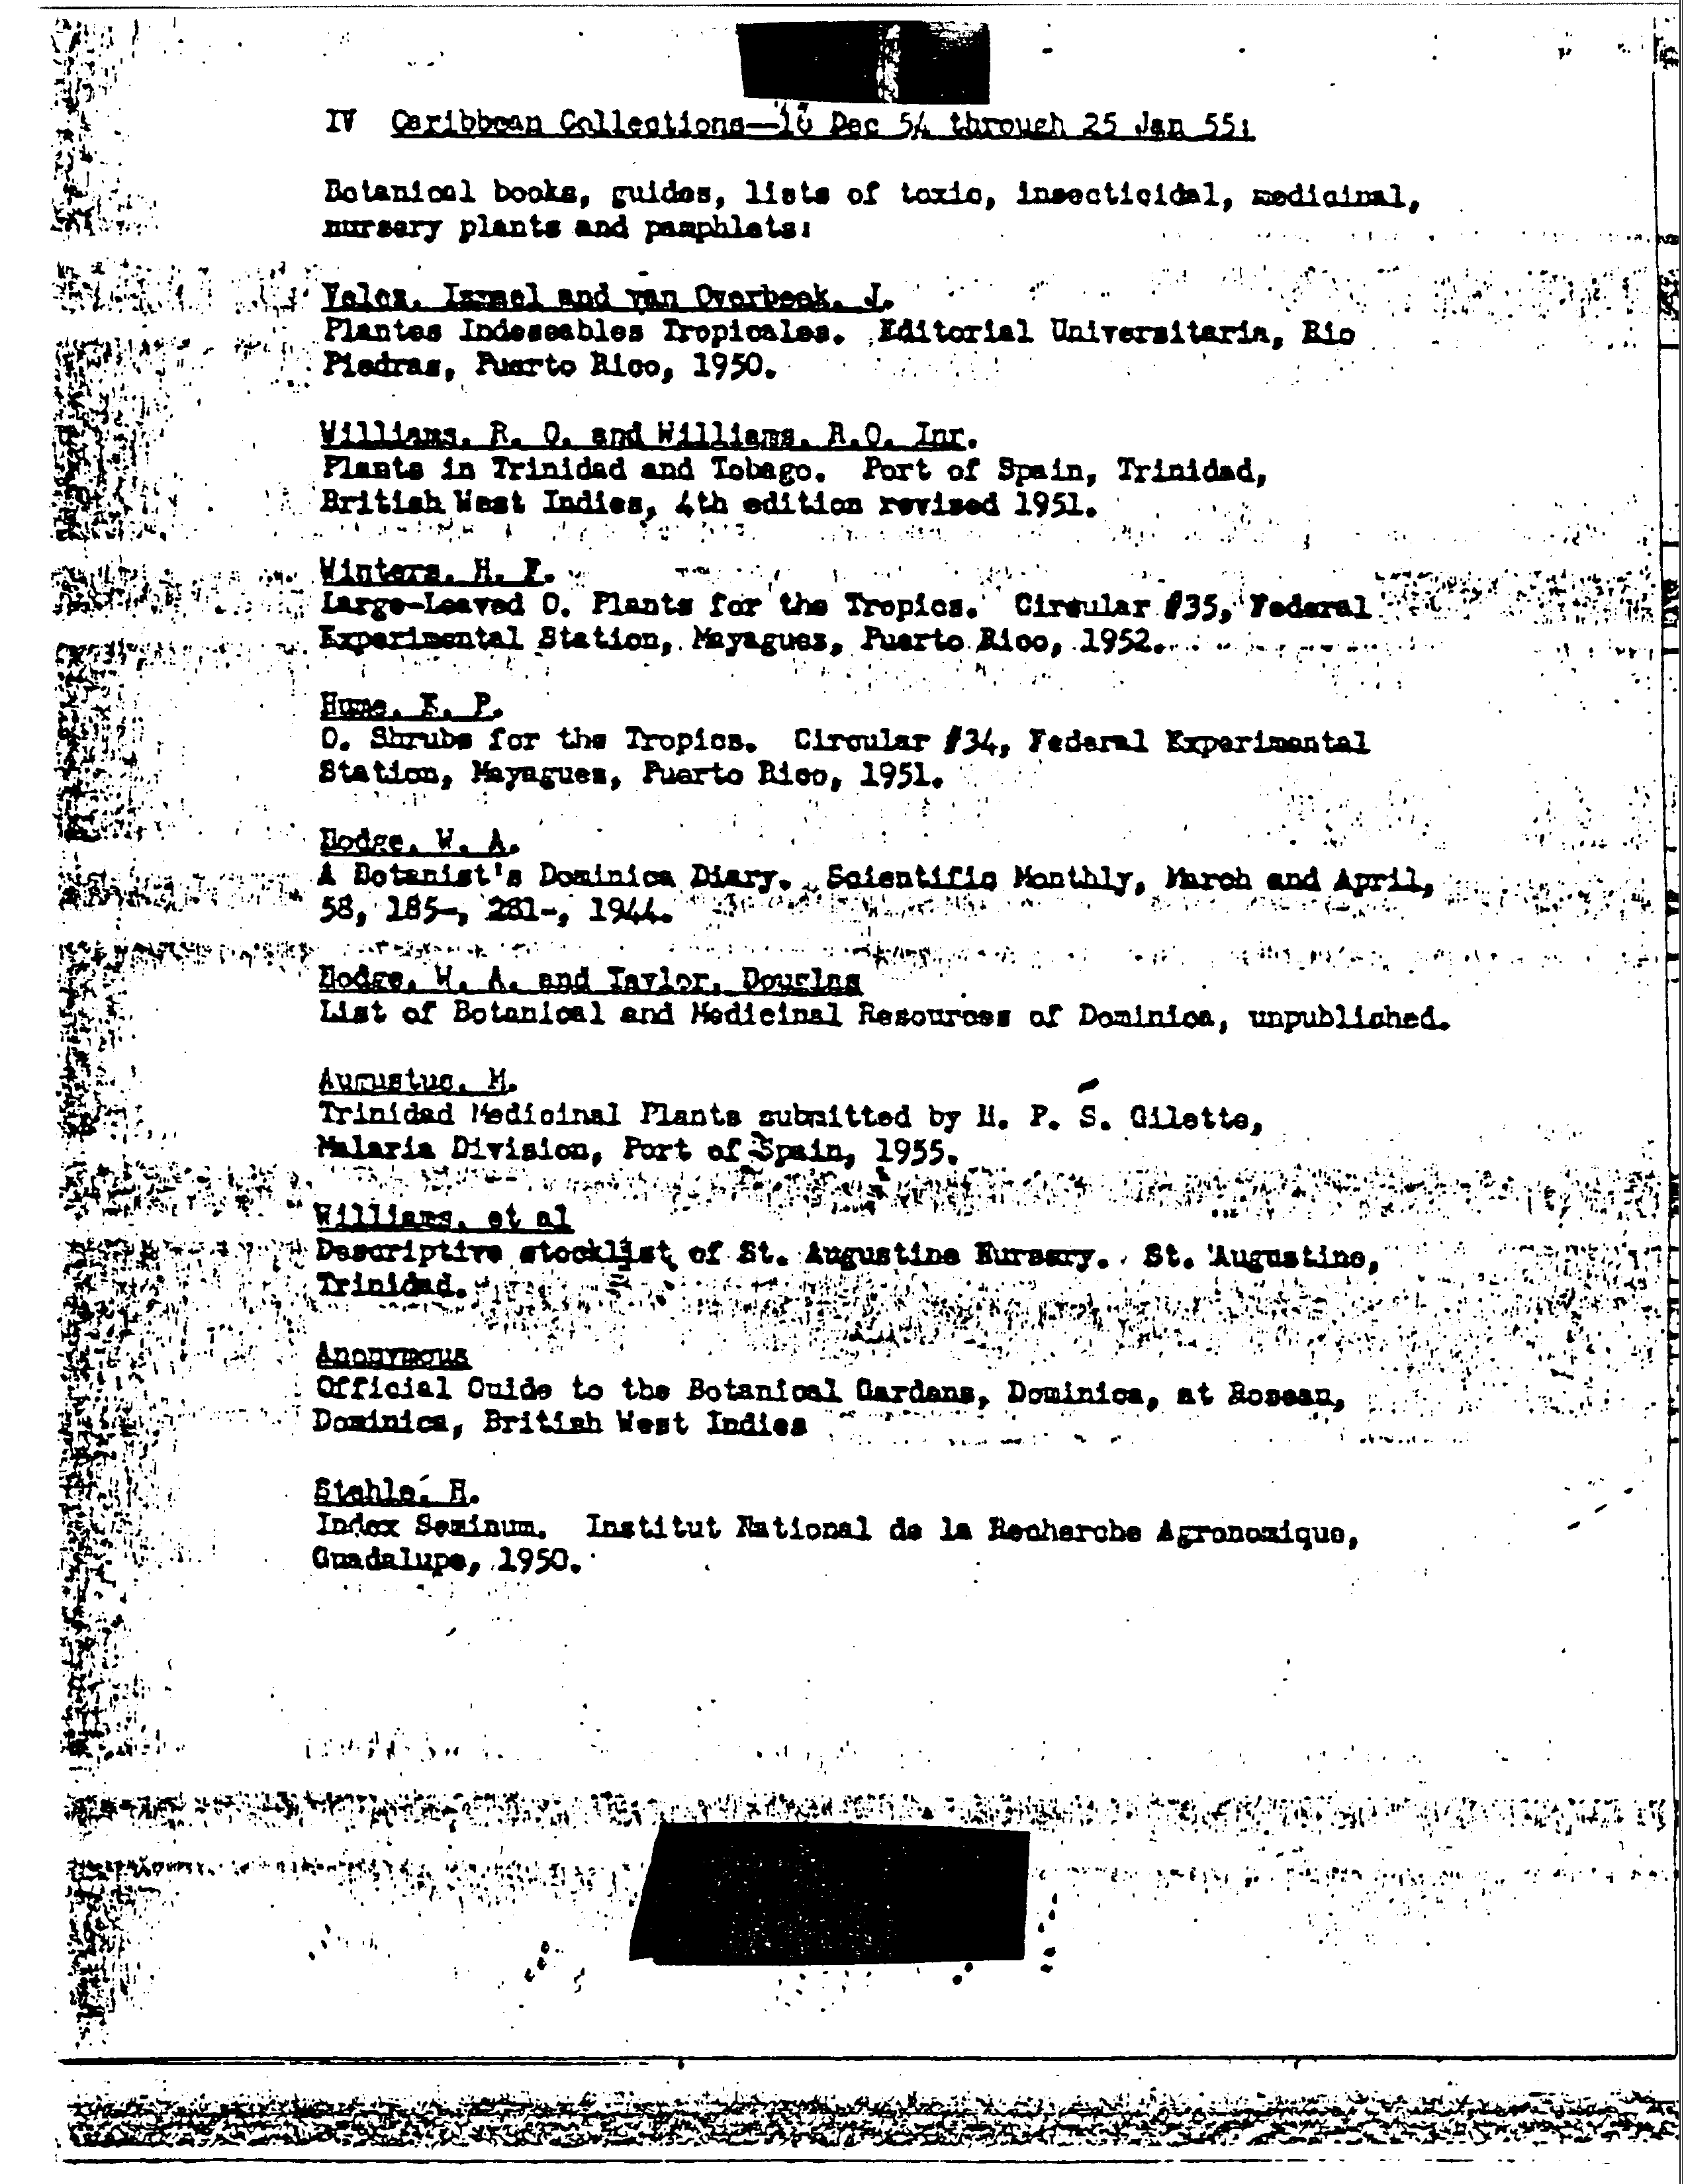 IV Caribbean Collections—16 Dec 54 through 25 Jan 55:
Botanical books, guides, lists of toxic, insecticidal, medicinal,
nursery plants and pamphlets:
Velez, Ismael and van Overbeek, J.
Plantes Indeseables Tropicales. Editorial Universitaria, Rio
Piedras, Puerto Rico, 1950.
Williams, R. O. and Williams, R.O. Inr.
Plants in Trinidad and Tobago. Port of Spain, Trinidad,
British West Indies, 4th edition revised 1951.
Winters, H. F.
Large-Leaved O. Plants for the Tropics. Circular #35, Federal
Experimental Station, Mayaguez, Puerto Rico, 1952.
Hume, E. P.
O. Shrubs for the Tropics. Circular #34, Federal Experimental
Station, Mayaguez, Puerto Rico, 1951.
Hodge, W. A.
A Botanist's Dominica Diary. Scientific Monthly, March and April,
58, 185-, 281-, 1944.
Hodge, W. A. and Taylor, Douglas
List of Botanical and Medicinal Resources of Dominica, unpublished.
Augustus, M.
Trinidad Medicinal Plants submitted by H. P. S. Gilette,
Malaria Division, Port of Spain, 1955.
Williams, et al
Descriptive stocklist of St. Augustine Nursery. St. Augustine,
Trinidad.
Anonymous
Official Guide to the Botanical Gardens, Dominica, at Roseau,
Dominica, British West Indies
Stehlé, H.
Index Seminum. Institut National de la Recherche Agronomique,
Guadalupe, 1950.